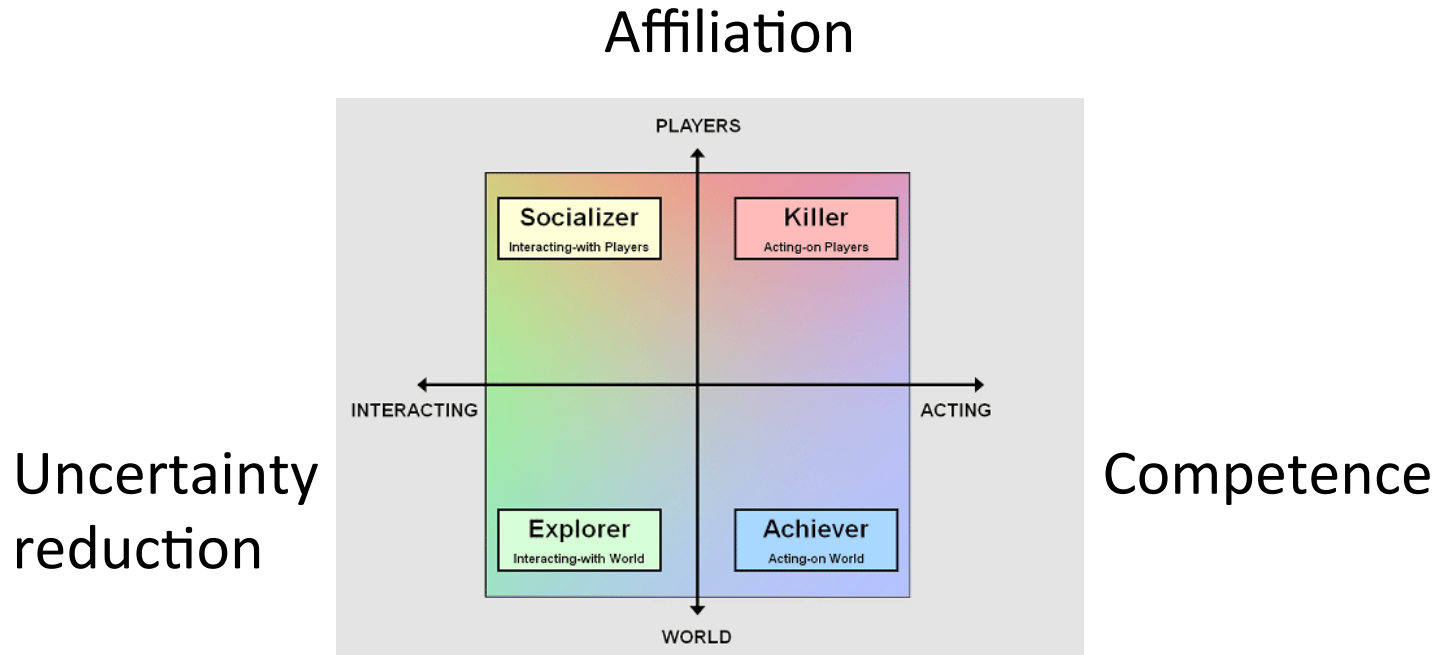 Affiliation
PLAYERS
Socializer
Interacting-with Players
Killer
Acting-on Players
INTERACTING
ACTING
Uncertainty
reduction
Competence
Explorer
Interacting-with World
Achiever
Acting-on World
WORLD